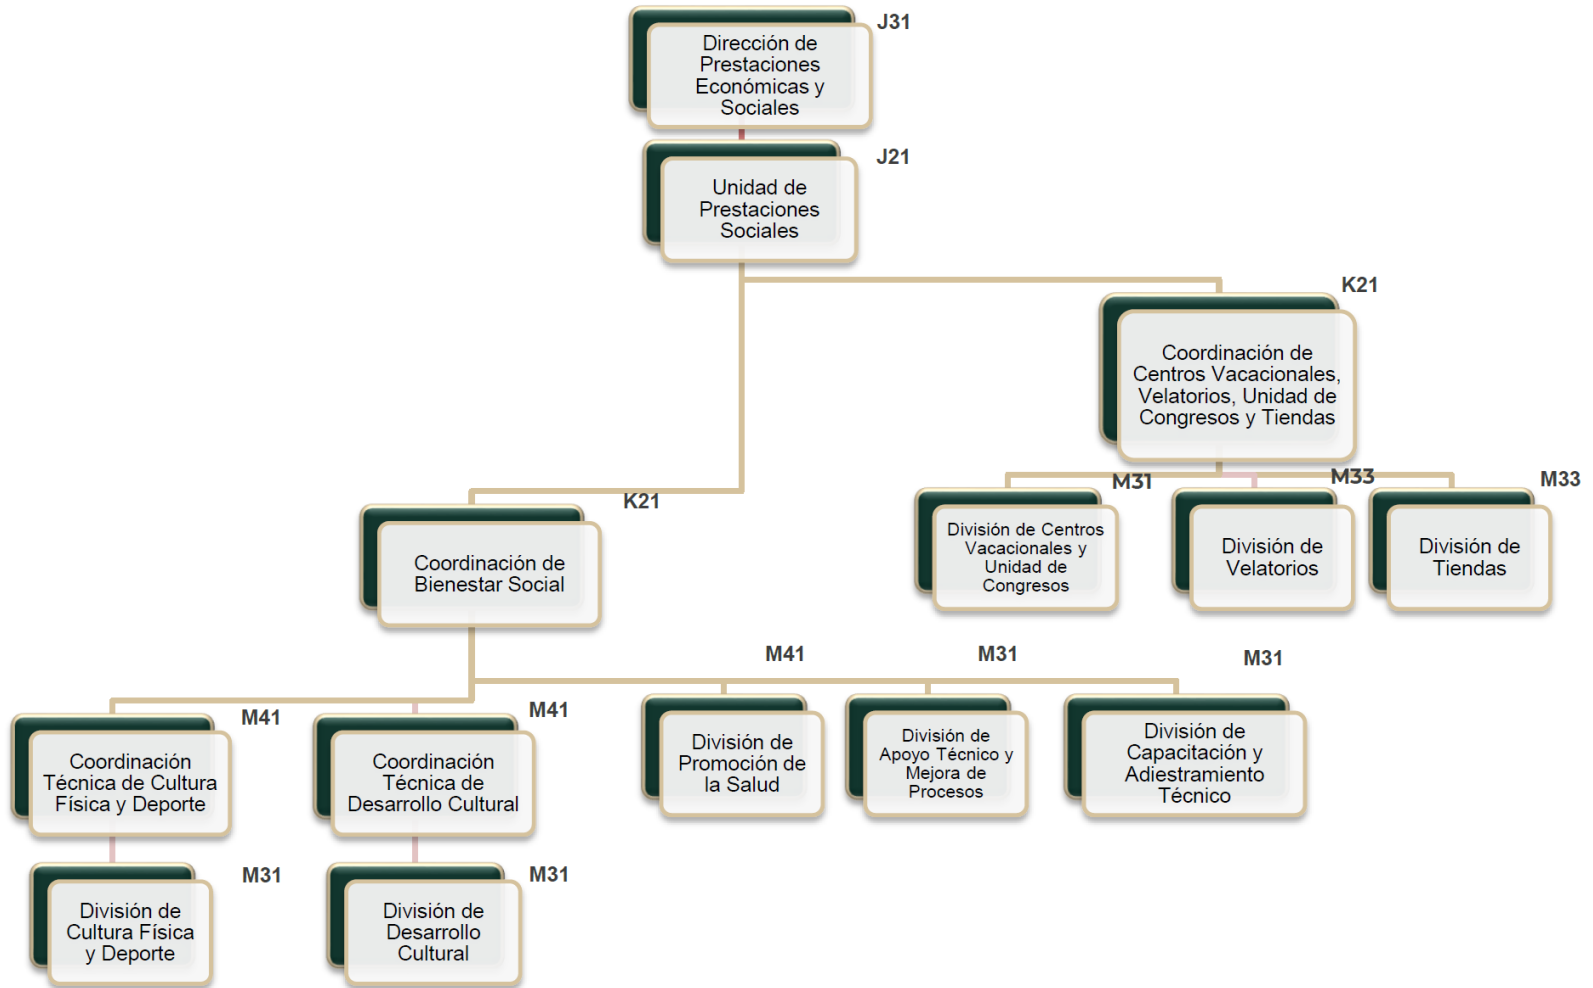 J31
Dirección de
Prestaciones
Económicas y
Sociales
J21
Unidad de
Prestaciones
Sociales
K21
Coordinación de
Centros Vacacionales,
Velatorios, Unidad de
Congresos y Tiendas
M31
División de Centros
Vacacionales y
Unidad de
Congresos
M33
División de
Velatorios
M33
División de
Tiendas
K21
Coordinación de
Bienestar Social
M41
Coordinación
Técnica de Cultura
Física y Deporte
M41
Coordinación
Técnica de
Desarrollo Cultural
M41
División de
Promoción de
la Salud
M31
División de
Apoyo Técnico y
Mejora de
Procesos
M31
División de
Capacitación y
Adiestramiento
Técnico
M31
División de
Cultura Física
y Deporte
M31
División de
Desarrollo
Cultural